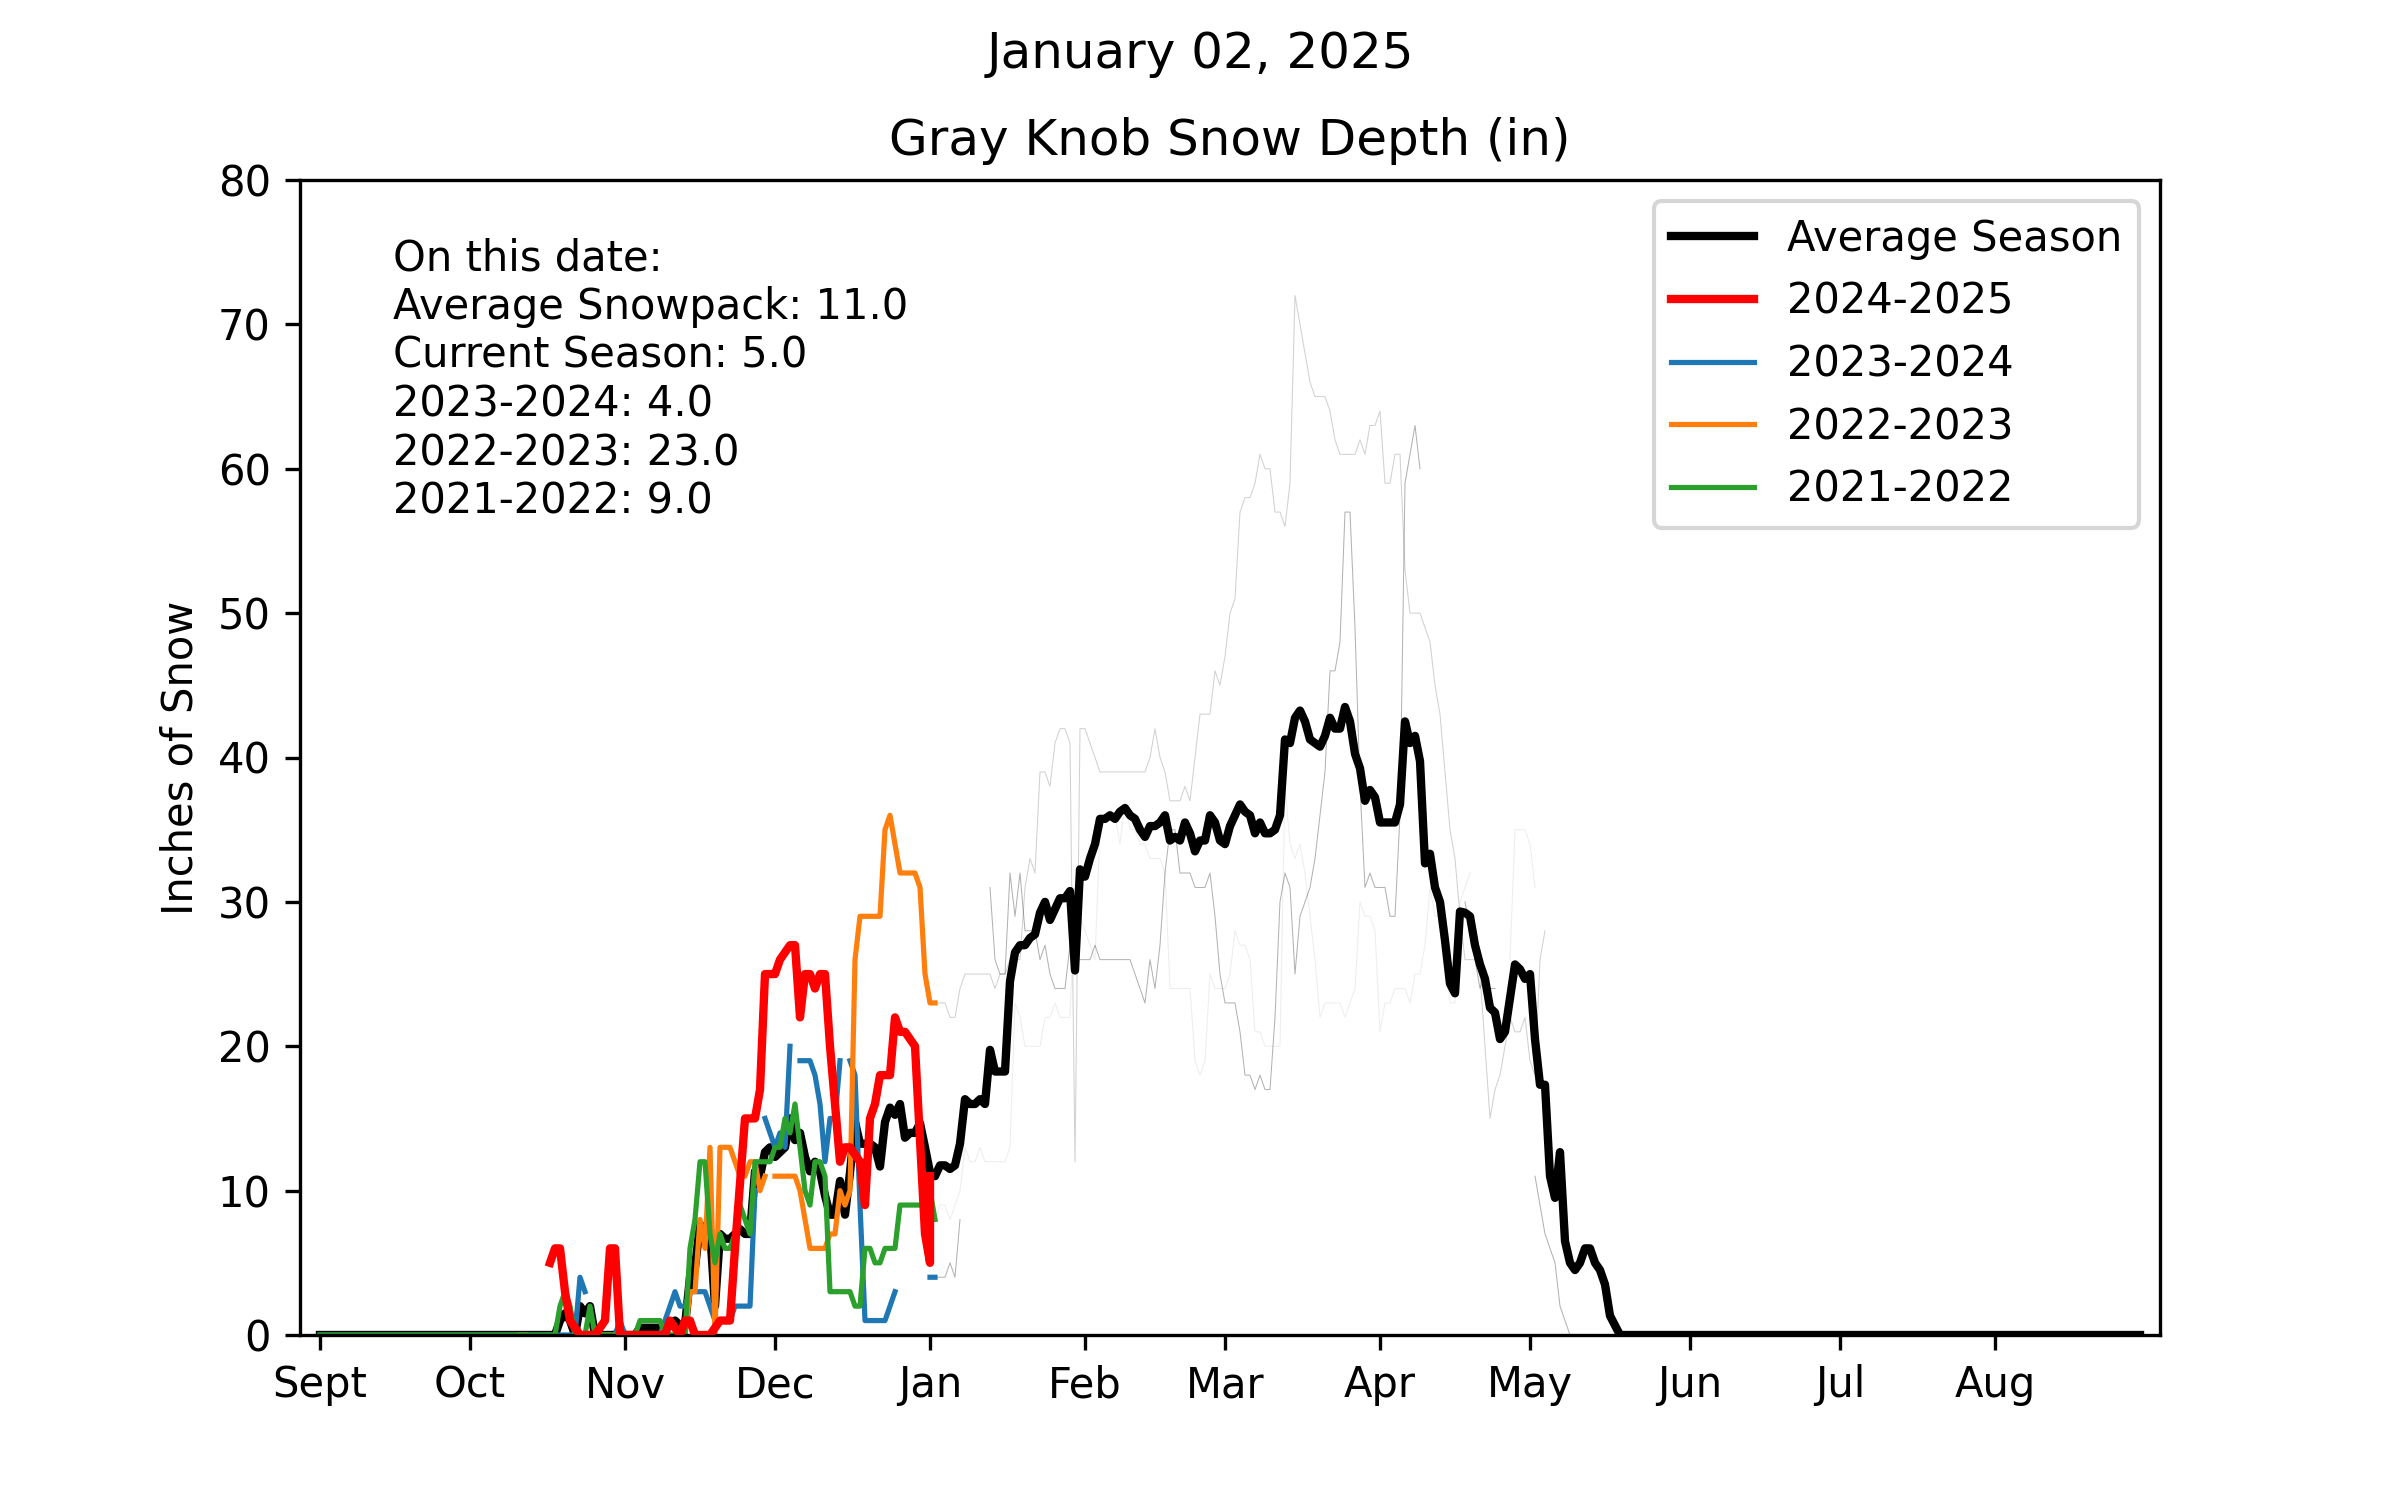 January 02, 2025
Gray Knob Snow Depth (in)
80
70
60
50
40
30
20
10
0
Inches of Snow
On this date:
Average Snowpack: 11.0
Current Season: 5.0
2023-2024: 4.0
2022-2023: 23.0
2021-2022: 9.0
Average Season
2024-2025
2023-2024
2022-2023
2021-2022
Sept Oct Nov Dec Jan Feb Mar Apr May Jun Jul Aug